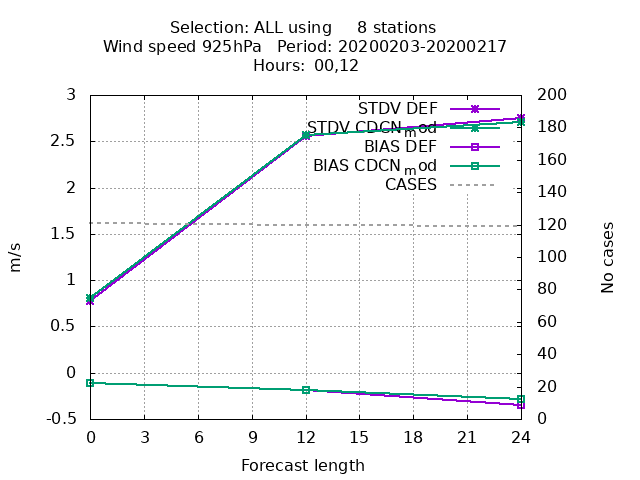 Selection: ALL using     8 stations
Wind speed 925hPa   Period: 20200203-20200217
Hours:  00,12
STDV DEF
STDV CDCN_mod
BIAS DEF
BIAS CDCN_mod
CASES
3
2.5
2
1.5
1
0.5
0
-0.5
m/s
200
180
160
140
120
100
80
60
40
20
0
No cases
0 3 6 9 12 15 18 21 24
Forecast length